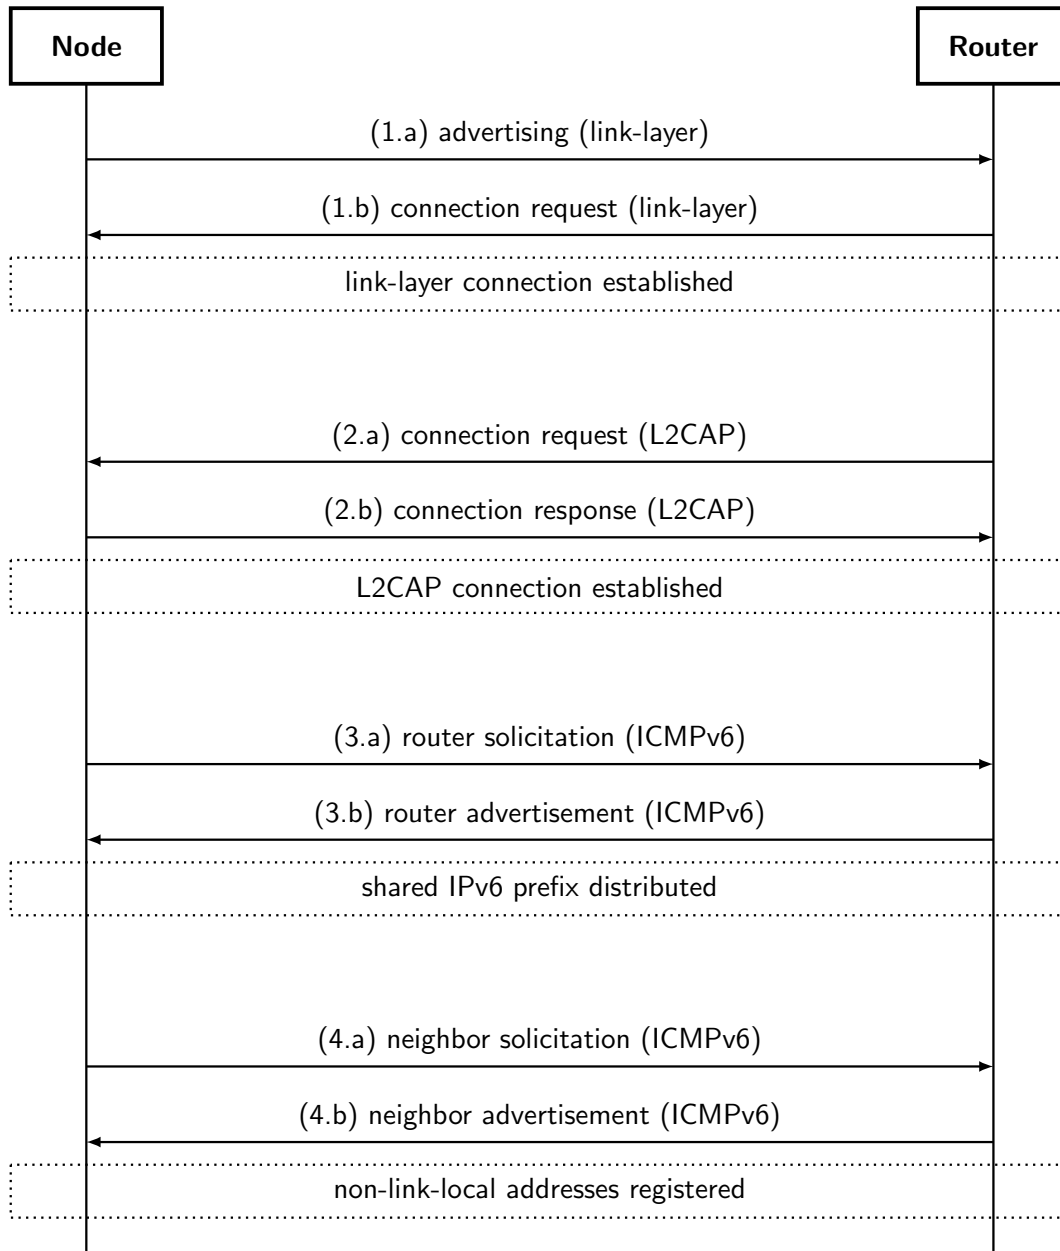 Node
Router
(1.a) advertising (link-layer)
(1.b) connection request (link-layer)
link-layer connection established
(2.a) connection request (L2CAP)
(2.b) connection response (L2CAP)
L2CAP connection established
(3.a) router solicitation (ICMPv6)
(3.b) router advertisement (ICMPv6)
shared IPv6 prefix distributed
(4.a) neighbor solicitation (ICMPv6)
(4.b) neighbor advertisement (ICMPv6)
non-link-local addresses registered